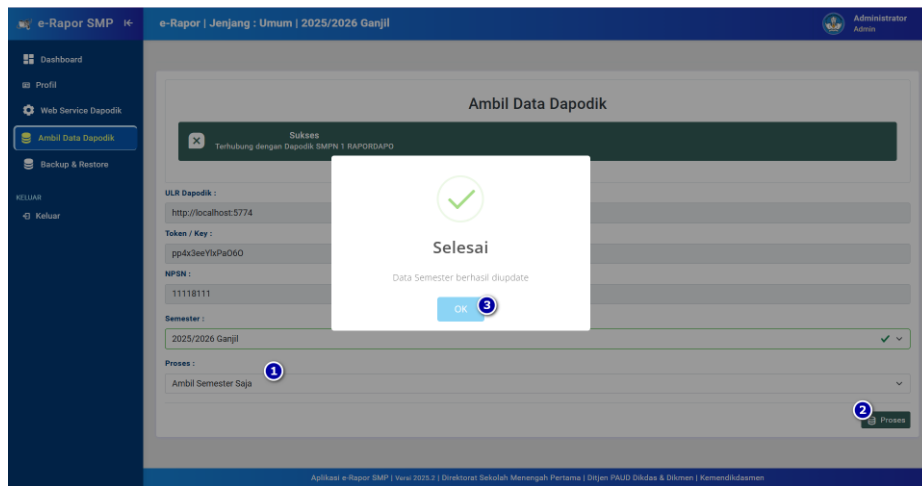 e-Rapor SMP
e-Rapor | Jenjang : Umum | 2025/2026 Ganjil
Administrator
Admin
Dashboard
Profil
Web Service Dapodik
Ambil Data Dapodik
Backup & Restore
KELUAR
Keluar
Ambil Data Dapodik
Sukses
Terhubung dengan Dapodik SMPN 1 RAPORDAPO
ULR Dapodik :
http://localhost:5774
Token / Key :
pp4x3eeYlxPaO6O
NPSN :
11118111
Semester :
2025/2026 Ganjil
Proses :
1
Ambil Semester Saja
2
Proses
Selesai
Data Semester berhasil diupdate
OK
3
Aplikasi e-Rapor SMP | Versi 2025.2 | Direktorat Sekolah Menengah Pertama | Ditjen PAUD Dikdas & Dikmen | Kemendikdasmen